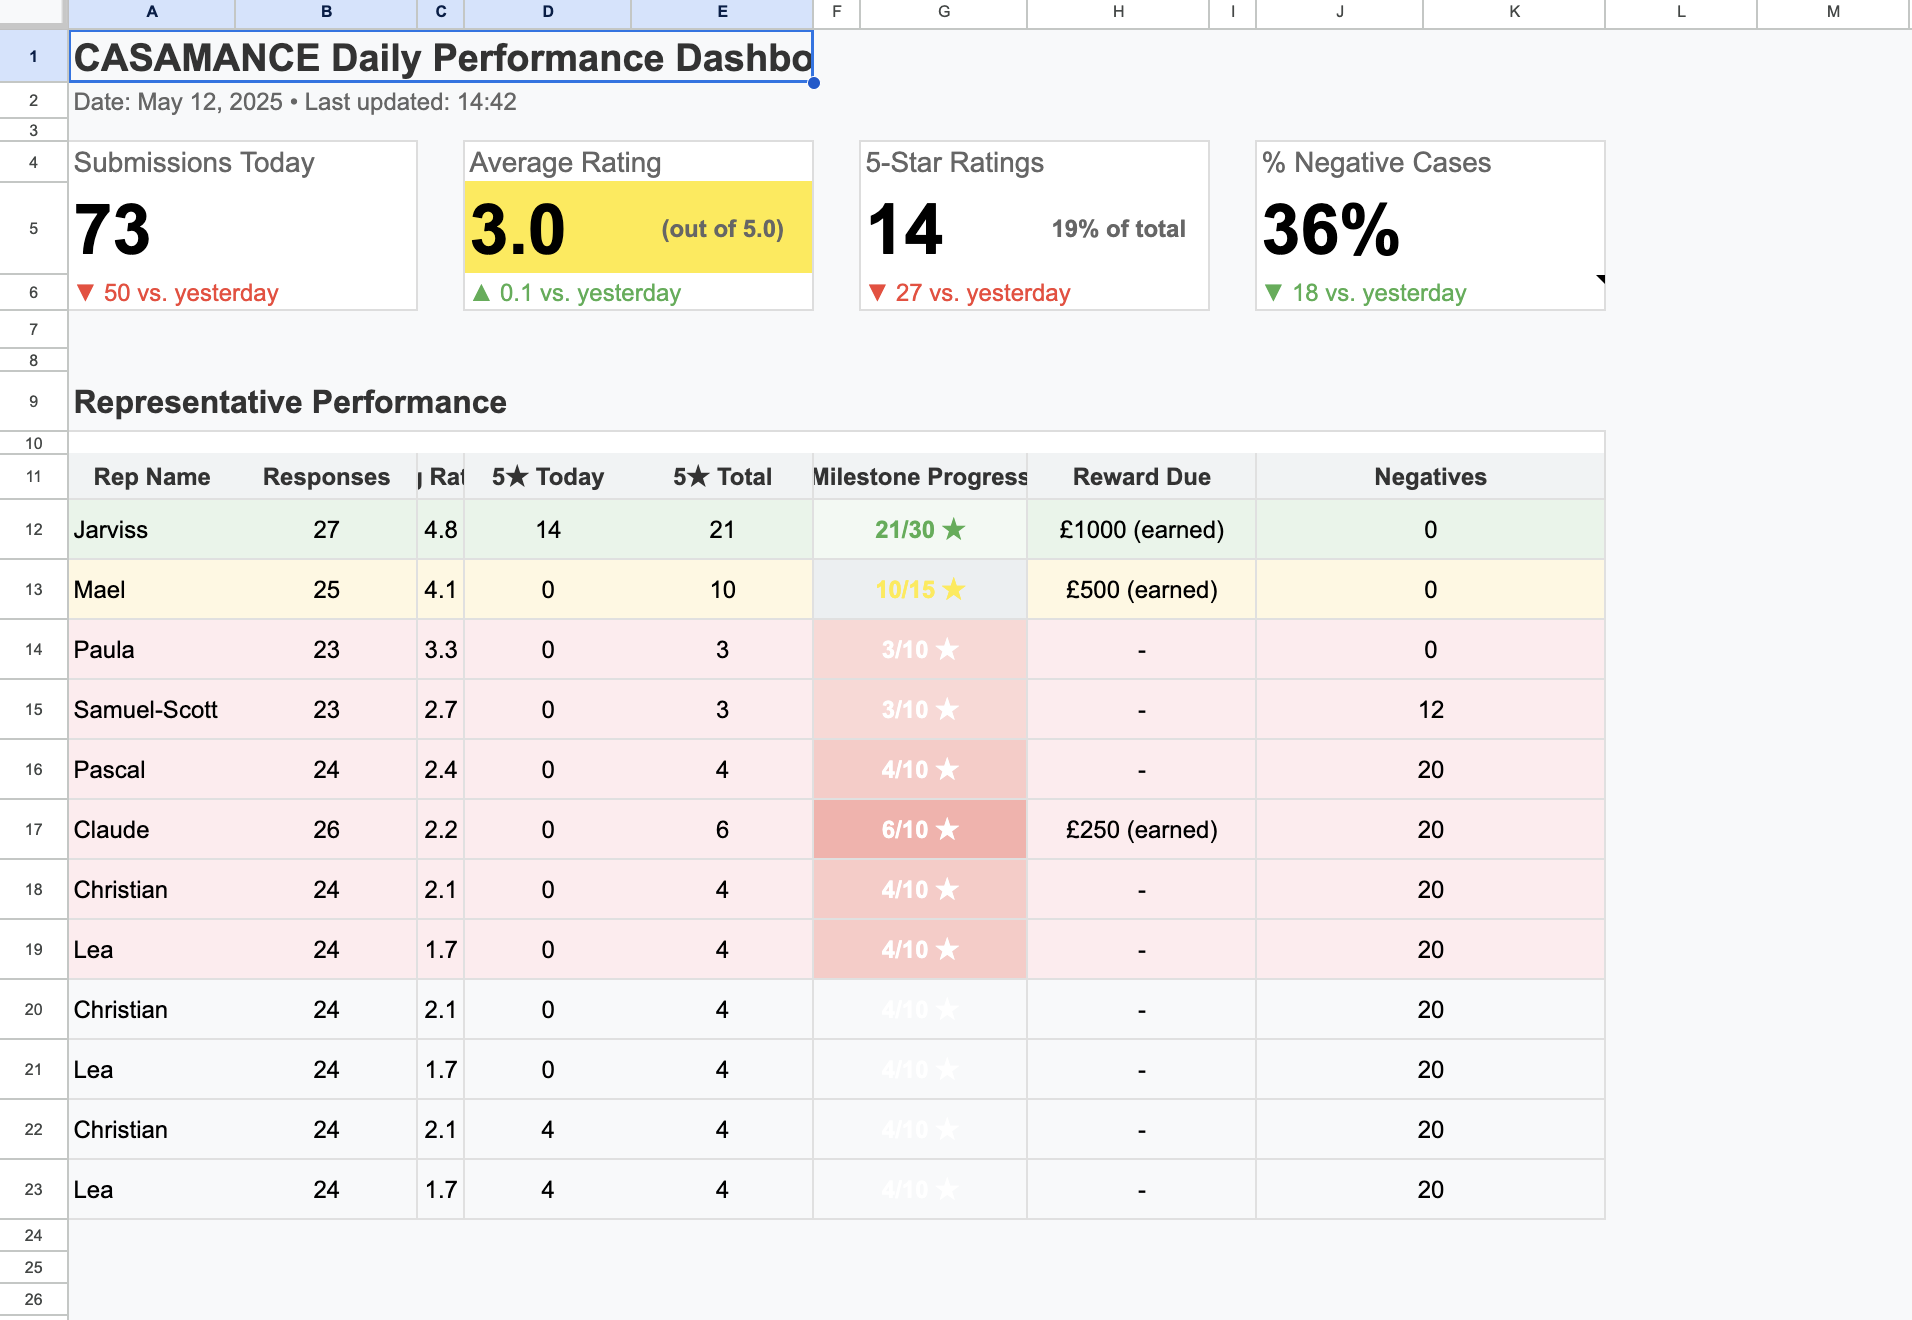 A B C D E F G H I J K L M
1 CASAMANCE Daily Performance Dashbo
2 Date: May 12, 2025 • Last updated: 14:42
3
4 Submissions Today Average Rating 5-Star Ratings % Negative Cases
5 73 3.0 (out of 5.0) 14 19% of total 36%
6 ▼ 50 vs. yesterday ▲ 0.1 vs. yesterday ▼ 27 vs. yesterday ▼ 18 vs. yesterday
7
8
9 Representative Performance
10
11 Rep Name Responses g Rat 5★ Today 5★ Total Milestone Progress Reward Due Negatives
12 Jarviss 27 4.8 14 21 21/30 ★ £1000 (earned) 0
13 Mael 25 4.1 0 10 10/15 ★ £500 (earned) 0
14 Paula 23 3.3 0 3 3/10 ★ - 0
15 Samuel-Scott 23 2.7 0 3 3/10 ★ - 12
16 Pascal 24 2.4 0 4 4/10 ★ - 20
17 Claude 26 2.2 0 6 6/10 ★ £250 (earned) 20
18 Christian 24 2.1 0 4 4/10 ★ - 20
19 Lea 24 1.7 0 4 4/10 ★ - 20
20 Christian 24 2.1 0 4 4/10 ★ - 20
21 Lea 24 1.7 0 4 4/10 ★ - 20
22 Christian 24 2.1 4 4 4/10 ★ - 20
23 Lea 24 1.7 4 4 4/10 ★ - 20
24
25
26